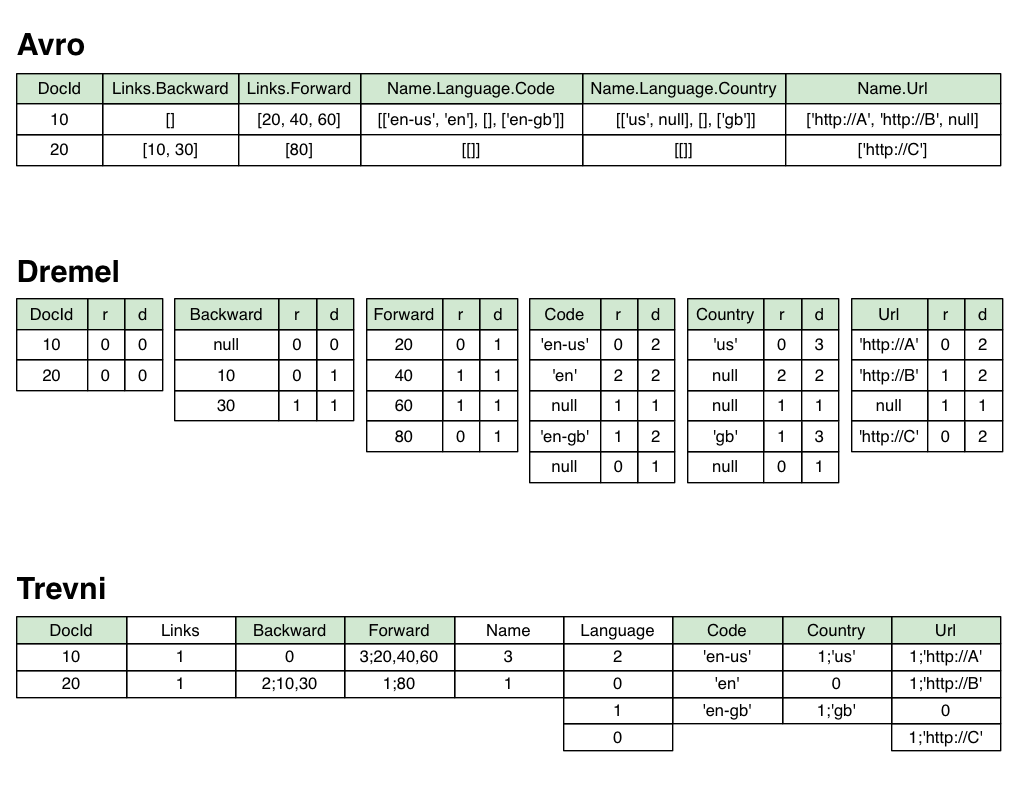 Avro
DocId Links.Backward Links.Forward Name.Language.Code Name.Language.Country Name.Url
10 [] [20, 40, 60] [['en-us', 'en'], [], ['en-gb']] [['us', null], [], ['gb']] ['http://A', 'http://B', null]
20 [10, 30] [80] [[]] [[]] ['http://C']
Dremel
DocId r d Backward r d Forward r d Code r d Country r d Url r d
10 0 0 null 0 0 20 0 1 'en-us' 0 2 'us' 0 3 'http://A' 0 2
20 0 0 10 0 1 40 1 1 'en' 2 2 null 2 2 'http://B' 1 2
30 1 1 60 1 1 null 1 1 null 1 1 null 1 1
80 0 1 'en-gb' 1 2 'gb' 1 3 'http://C' 0 2
null 0 1 null 0 1
Trevni
DocId Links Backward Forward Name Language Code Country Url
10 1 0 3;20,40,60 3 2 'en-us' 1;'us' 1;'http://A'
20 1 2;10,30 1;80 1 0 'en' 0 1;'http://B'
1 'en-gb' 1;'gb' 0
0 1;'http://C'